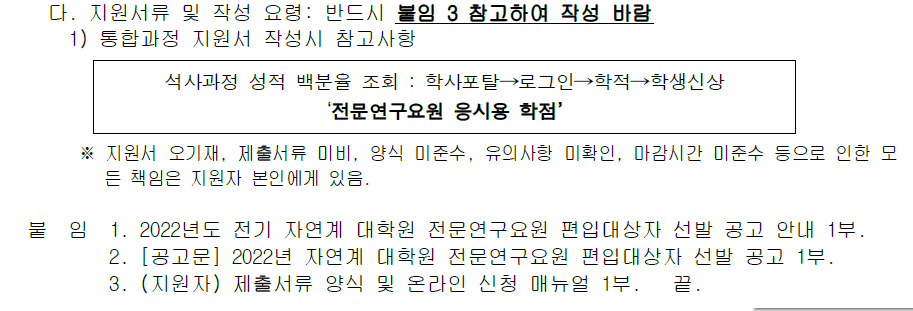 다. 지원서류 및 작성 요령: 반드시 붙임 3 참고하여 작성 바람
1) 통합과정 지원서 작성시 참고사항
석사과정 성적 백분율 조회 : 학사포탈→로그인→학적→학생신상
‘전문연구요원 응시용 학점’
※ 지원서 오기재, 제출서류 미비, 양식 미준수, 유의사항 미확인, 마감시간 미준수 등으로 인한 모
든 책임은 지원자 본인에게 있음.
붙 임 1. 2022년도 전기 자연계 대학원 전문연구요원 편입대상자 선발 공고 안내 1부.
2. [공고문] 2022년 자연계 대학원 전문연구요원 편입대상자 선발 공고 1부.
3. (지원자) 제출서류 양식 및 온라인 신청 매뉴얼 1부. 끝.